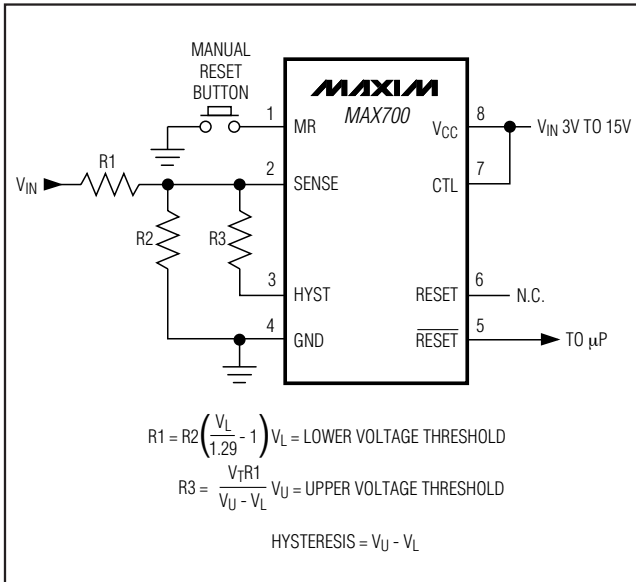 MANUAL
RESET
BUTTON
MAXIM
MAX700
1
MR
8
VCC
VIN 3V TO 15V
R1
7
CTL
VIN
2
SENSE
R2
R3
3
HYST
6
RESET
N.C.
4
GND
5
RESET
TO µP
R1 = R2(VL/1.29 - 1) VL = LOWER VOLTAGE THRESHOLD
R3 = VTR1/VU - VL VU = UPPER VOLTAGE THRESHOLD
HYSTERESIS = VU - VL